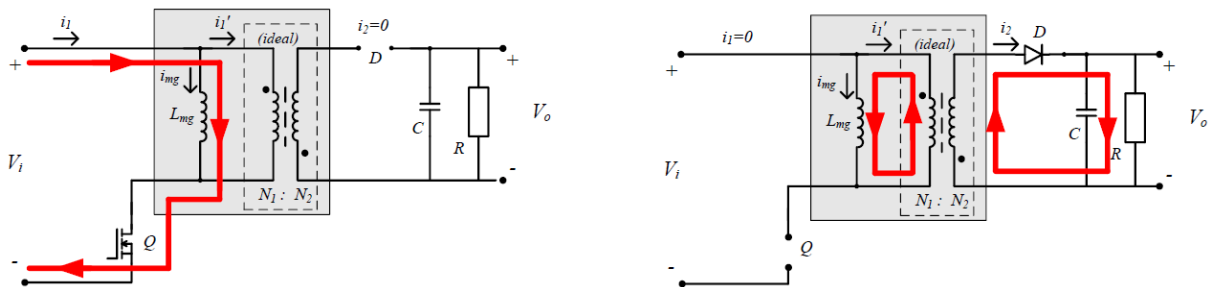 i1 i1' (ideal) i2=0 D
+ +
img
Lmg C R Vo
Vi
N1 : N2 -
Q
-
i1=0 i1' (ideal) i2 D
+ +
img
Lmg C R Vo
Vi
N1 : N2 -
Q
-